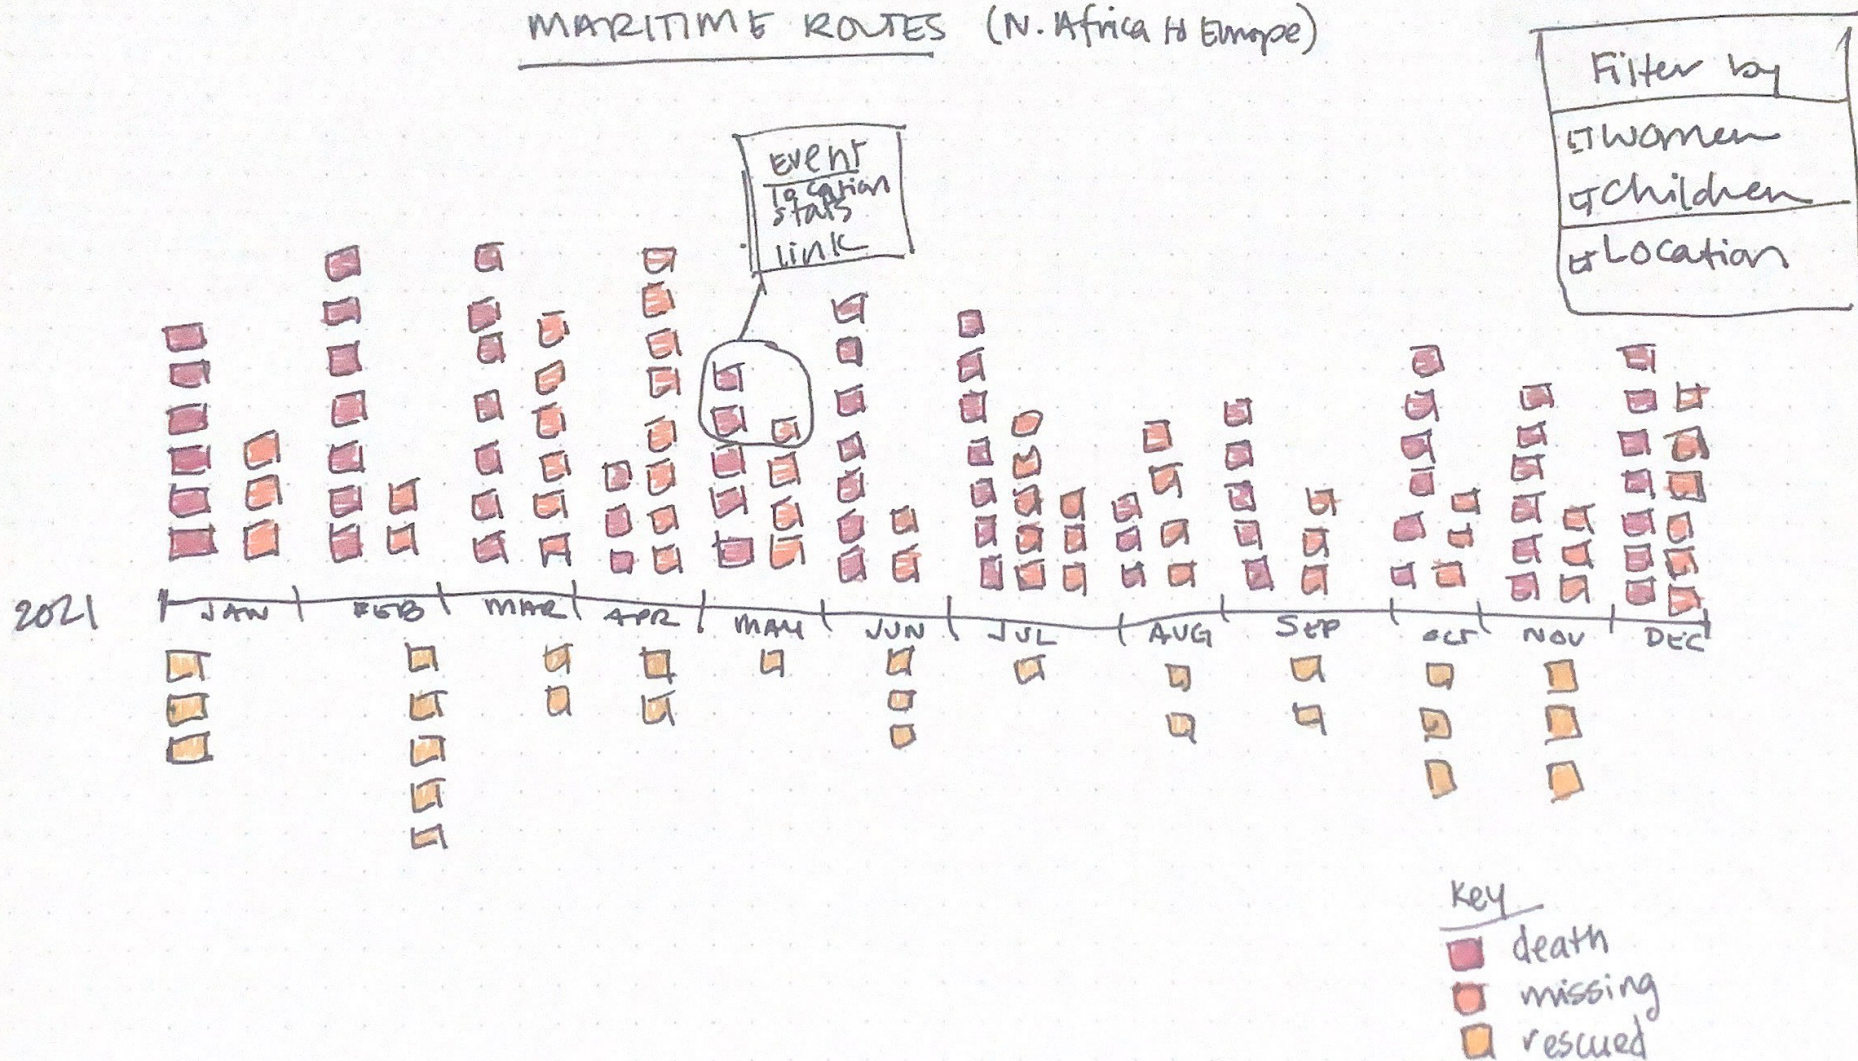 MARITIME ROUTES (N. Africa to Europe)
Filter by
Women
Children
Location
Event
location
stats
link
2021
JAN FEB MAR APR MAY JUN JUL AUG SEP OCT NOV DEC
Key
death
missing
rescued